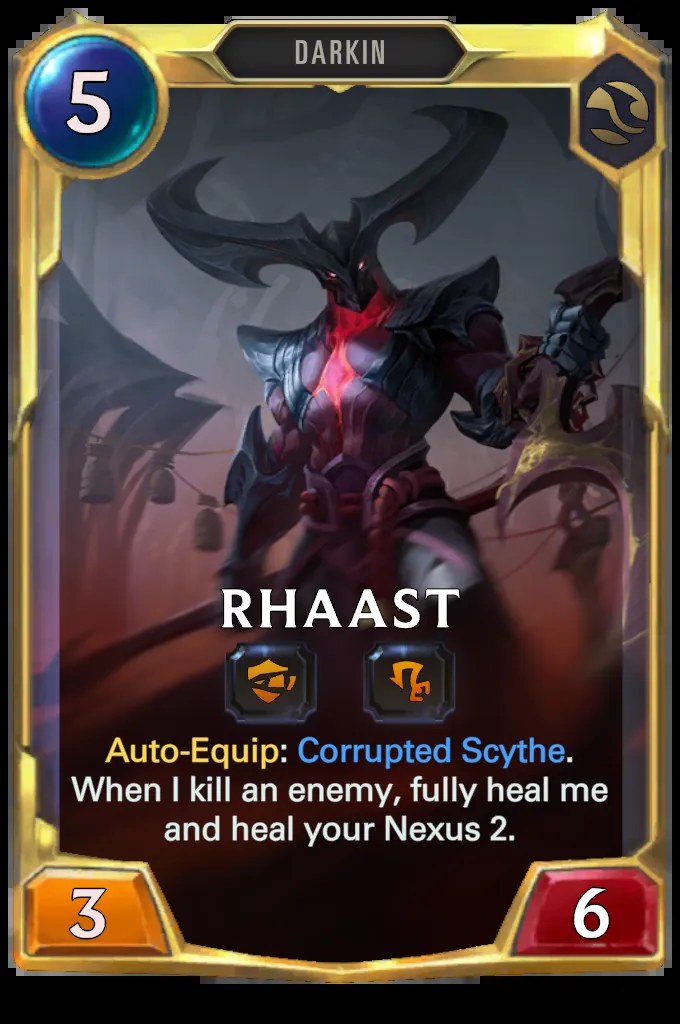 DARKIN
5
RHAAST
Auto-Equip: Corrupted Scythe.
When I kill an enemy, fully heal me
and heal your Nexus 2.
3
6